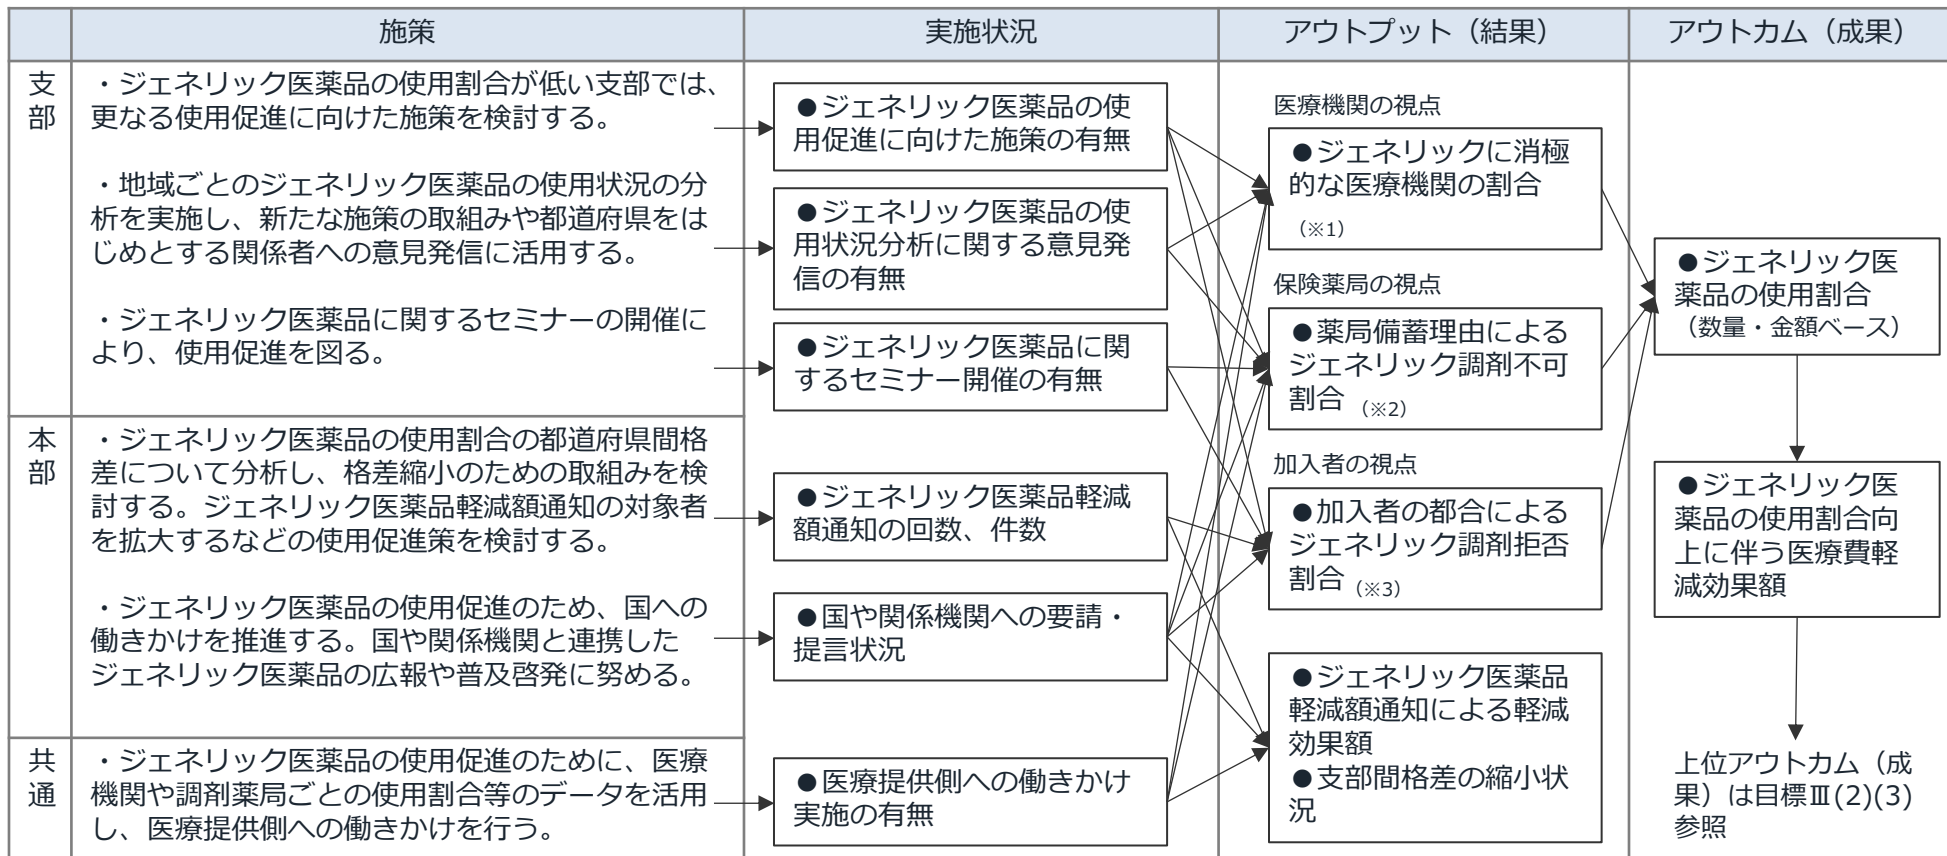 施策
実施状況
アウトプット（結果）
アウトカム（成果）
支
部
・ジェネリック医薬品の使用割合が低い支部では、
更なる使用促進に向けた施策を検討する。
・地域ごとのジェネリック医薬品の使用状況の分
析を実施し、新たな施策の取組みや都道府県をは
じめとする関係者への意見発信に活用する。
・ジェネリック医薬品に関するセミナーの開催に
より、使用促進を図る。
本
部
・ジェネリック医薬品の使用割合の都道府県間格
差について分析し、格差縮小のための取組みを検
討する。ジェネリック医薬品軽減額通知の対象者
を拡大するなどの使用促進策を検討する。
・ジェネリック医薬品の使用促進のため、国への
働きかけを推進する。国や関係機関と連携した
ジェネリック医薬品の広報や普及啓発に努める。
共
通
・ジェネリック医薬品の使用促進のために、医療
機関や調剤薬局ごとの使用割合等のデータを活用
し、医療提供側への働きかけを行う。
●ジェネリック医薬品の使
用促進に向けた施策の有無
●ジェネリック医薬品の使
用状況分析に関する意見発
信の有無
●ジェネリック医薬品に関
するセミナー開催の有無
●ジェネリック医薬品軽減
額通知の回数、件数
●国や関係機関への要請・
提言状況
●医療提供側への働きかけ
実施の有無
医療機関の視点
●ジェネリックに消極
的な医療機関の割合
（※1）
保険薬局の視点
●薬局備蓄理由による
ジェネリック調剤不可
割合（※2）
加入者の視点
●加入者の都合による
ジェネリック調剤拒否
割合（※3）
●ジェネリック医薬品
軽減額通知による軽減
効果額
●支部間格差の縮小状
況
●ジェネリック医
薬品の使用割合
（数量・金額ベース）
●ジェネリック医
薬品の使用割合向
上に伴う医療費軽
減効果額
上位アウトカム（成
果）は目標Ⅲ(2)(3)
参照